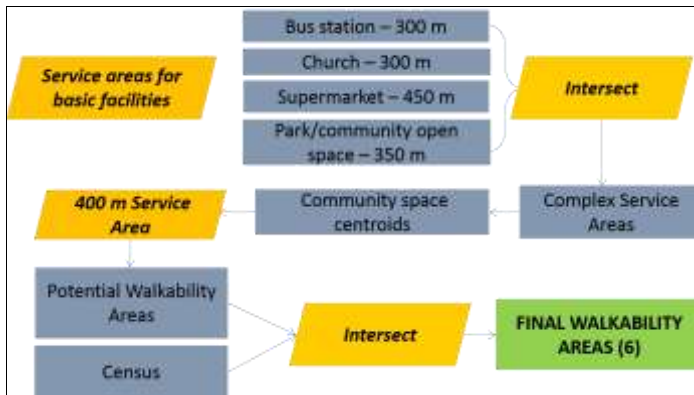 Bus station – 300 m
Church – 300 m
Service areas for
basic facilities
Supermarket – 450 m
Park/community open
space – 350 m
Intersect
400 m Service
Area
Community space
centroids
Complex Service
Areas
Potential Walkability
Areas
Census
Intersect
FINAL WALKABILITY
AREAS (6)